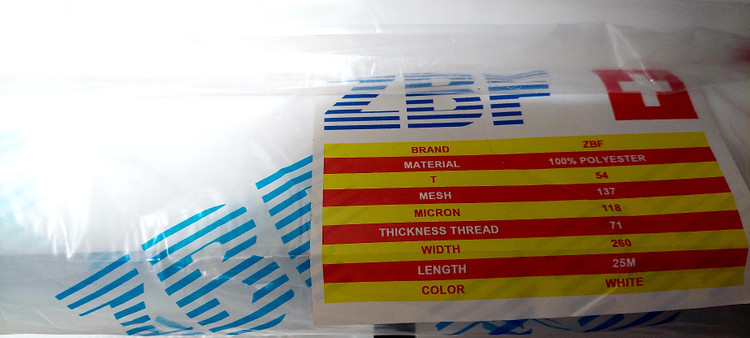 ZBF
BRAND ZBF
MATERIAL 100% POLYESTER
T 54
MESH 137
MICRON 118
THICKNESS THREAD 71
WIDTH 260
LENGTH 25M
COLOR WHITE